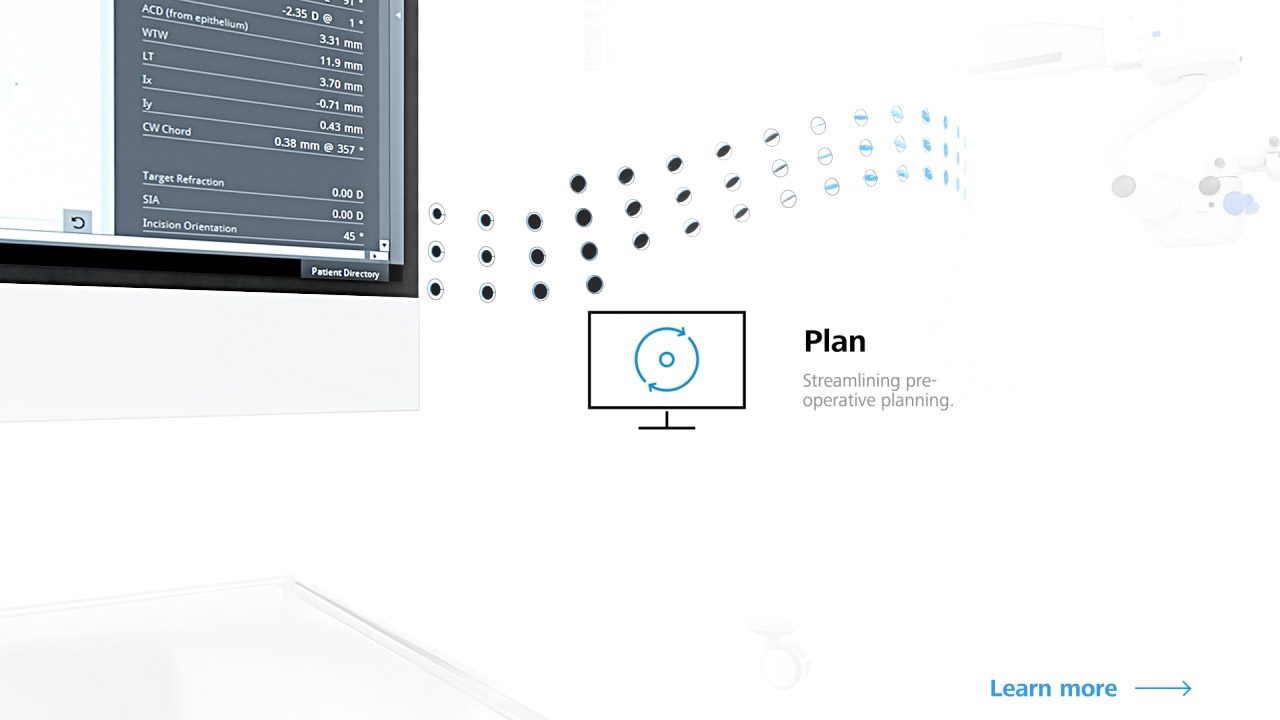 91 °
-2.35 D @ 1 °
ACD (from epithelium)
3.31 mm
WTW
11.9 mm
LT
3.70 mm
Ix
-0.71 mm
Iy
0.43 mm
CW Chord
0.38 mm @ 357 °
Target Refraction
0.00 D
SIA
0.00 D
Incision Orientation
45 °
Patient Directory
Plan
Streamlining pre-
operative planning.
Learn more